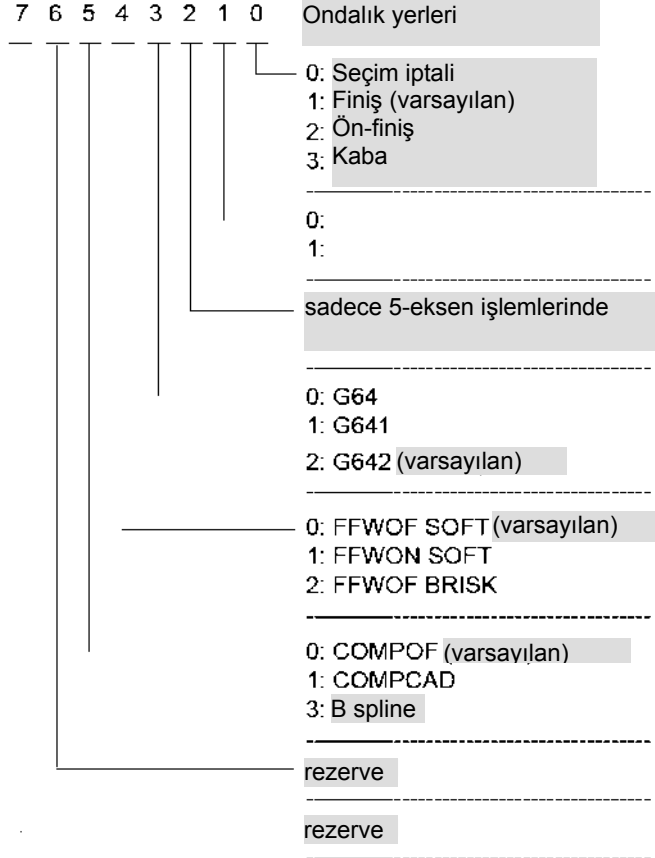 7 6 5 4 3 2 1 0 Ondalık yerleri
0: Seçim iptali
1: Finiş (varsayılan)
2: Ön-finiş
3: Kaba
0:
1:
sadece 5-eksen işlemlerinde
0: G64
1: G641
2: G642 (varsayılan)
0: FFWOF SOFT (varsayılan)
1: FFWON SOFT
2: FFWOF BRISK
0: COMPOF (varsayılan)
1: COMPCAD
3: B spline
rezerve
rezerve